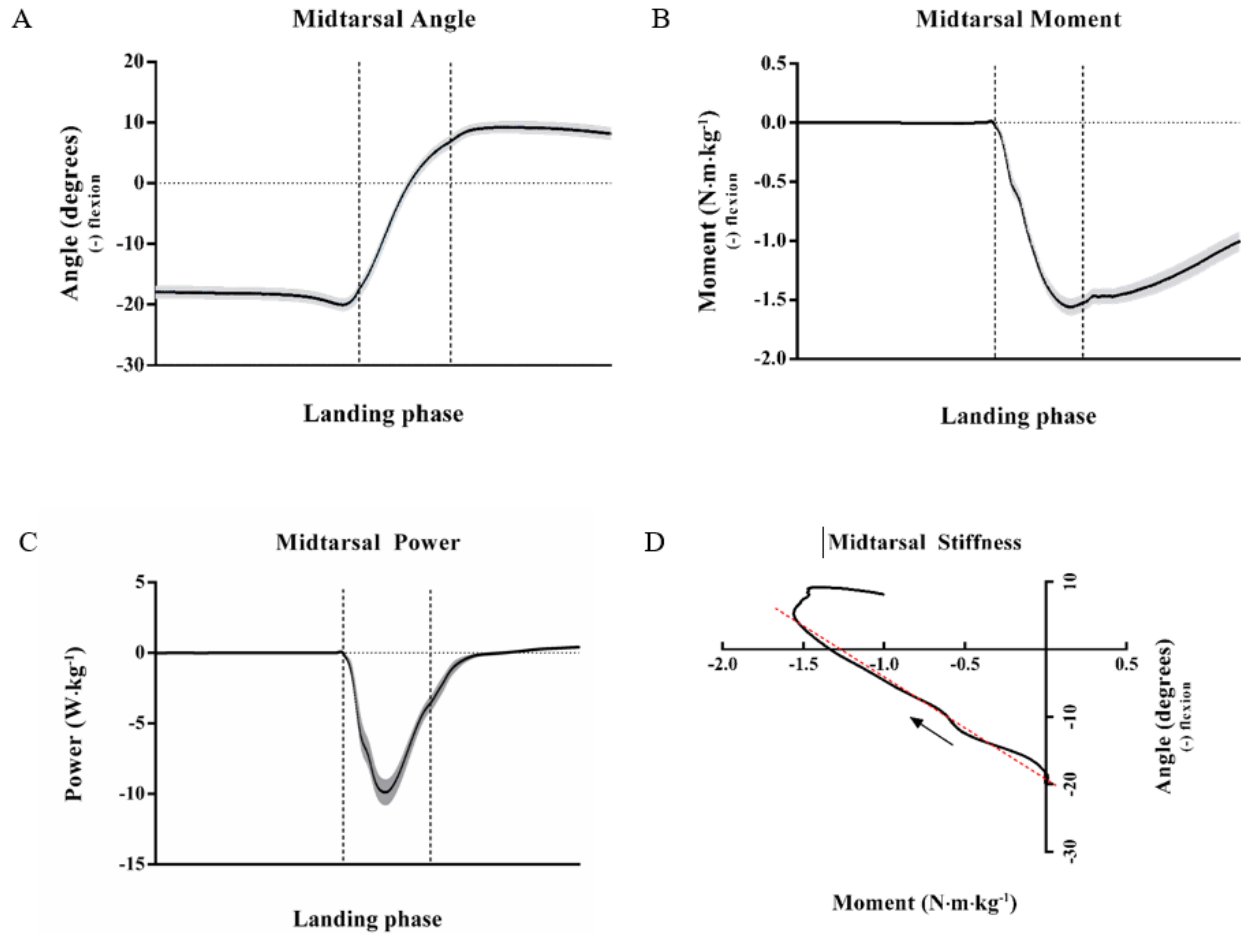 A
Midtarsal Angle
20
10
0
-10
-20
-30
Angle (degrees)
(-) flexion
Landing phase
B
Midtarsal Moment
0.5
0.0
-0.5
-1.0
-1.5
-2.0
Moment (N·m·kg-1)
(-) flexion
Landing phase
C
Midtarsal Power
5
0
-5
-10
-15
Power (W·kg-1)
Landing phase
D
Midtarsal Stiffness
-2.0 -1.5 -1.0 -0.5 0.5
10
-10
-20
-30
Angle (degrees)
(-) flexion
Moment (N·m·kg-1)